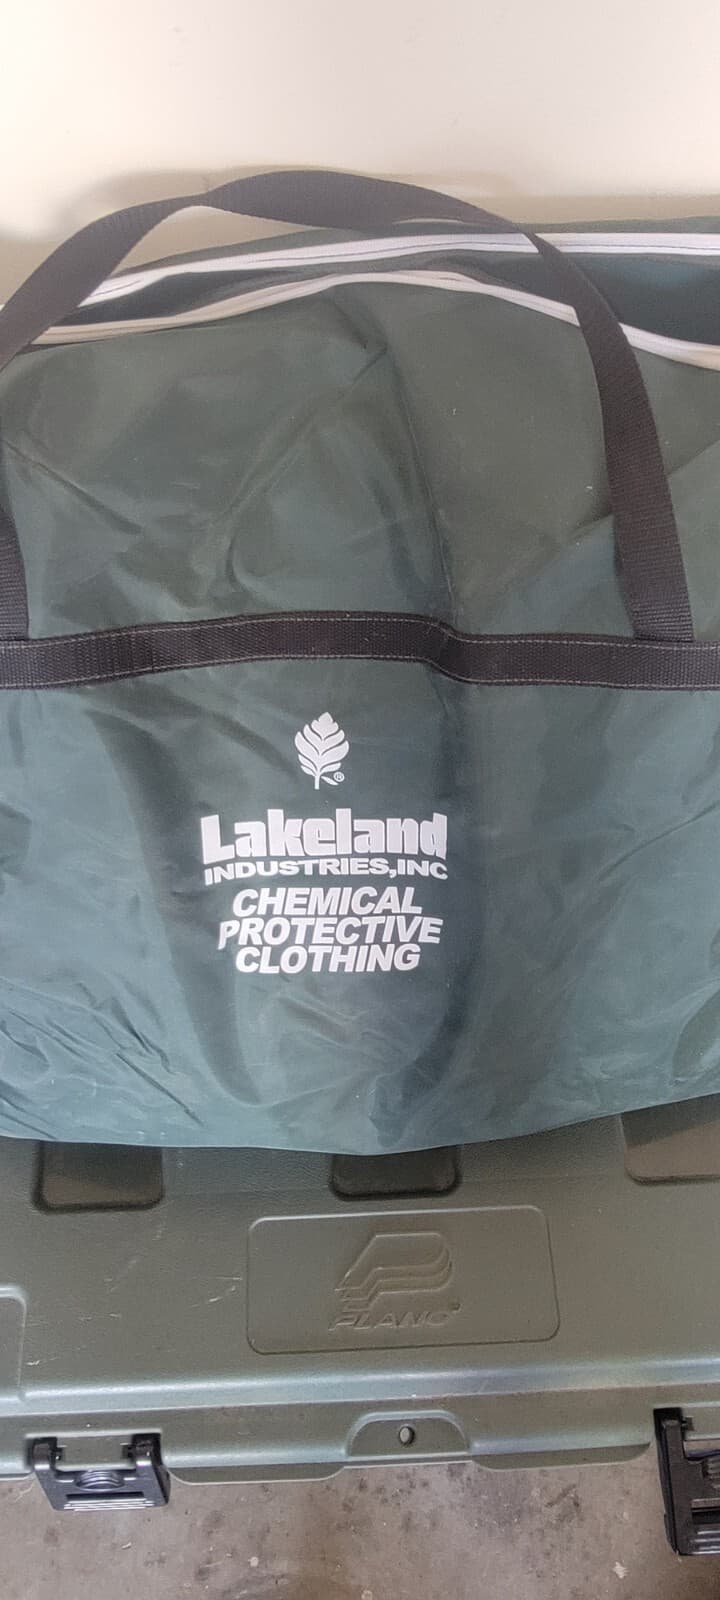 ®
Lakeland
INDUSTRIES,INC
CHEMICAL
PROTECTIVE
CLOTHING
PLANO